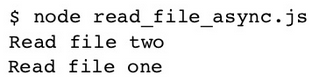 $ node read_file_async.js
Read file two
Read file one